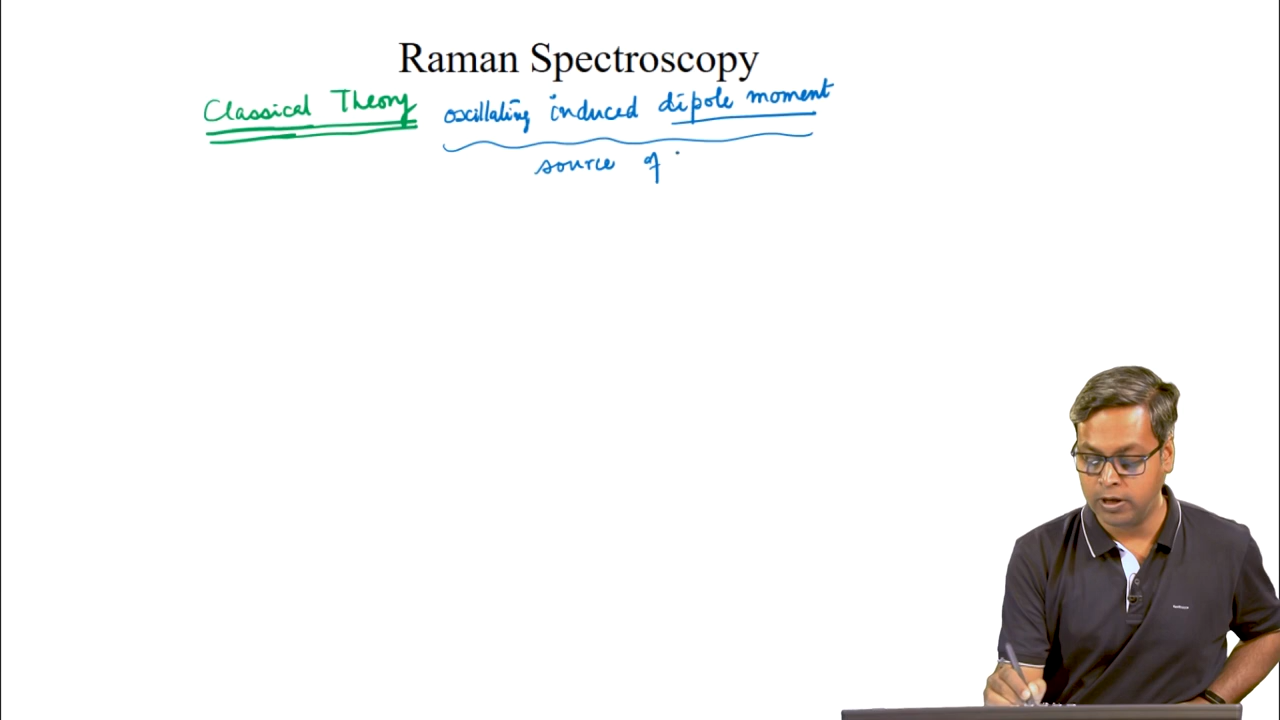 Raman Spectroscopy
Classical Theory oscillating induced dipole moment
source of